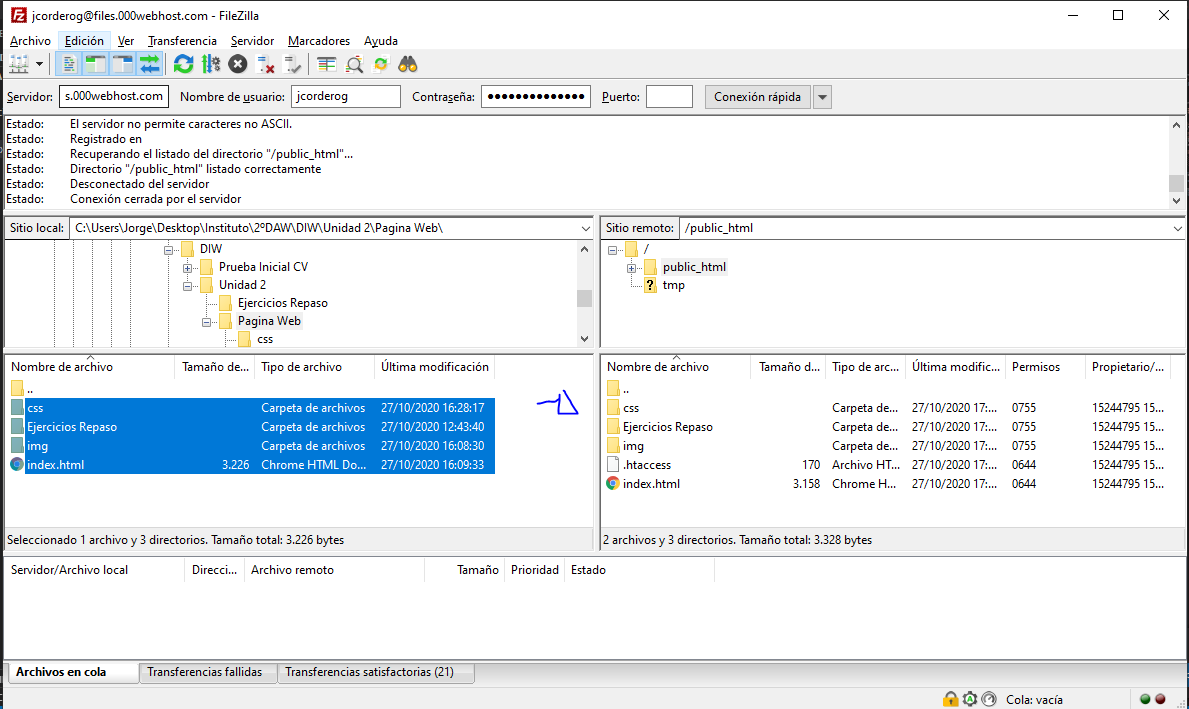 jcorderog@files.000webhost.com - FileZilla
Archivo Edición Ver Transferencia Servidor Marcadores Ayuda
Servidor: s.000webhost.com Nombre de usuario: jcorderog Contraseña: ●●●●●●●●●●●●●● Puerto: Conexión rápida
Estado: El servidor no permite caracteres no ASCII.
Estado: Registrado en
Estado: Recuperando el listado del directorio "/public_html"...
Estado: Directorio "/public_html" listado correctamente
Estado: Desconectado del servidor
Estado: Conexión cerrada por el servidor
Sitio local: C:\Users\Jorge\Desktop\Instituto\2ºDAW\DIW\Unidad 2\Pagina Web\
DIW
Prueba Inicial CV
Unidad 2
Ejercicios Repaso
Pagina Web
css
Sitio remoto: /public_html
/
public_html
? tmp
Nombre de archivo Tamaño de... Tipo de archivo Última modificación
..
css Carpeta de archivos 27/10/2020 16:28:17
Ejercicios Repaso Carpeta de archivos 27/10/2020 12:43:40
img Carpeta de archivos 27/10/2020 16:08:30
index.html 3.226 Chrome HTML Do... 27/10/2020 16:09:33
Seleccionado 1 archivo y 3 directorios. Tamaño total: 3.226 bytes
Nombre de archivo Tamaño d... Tipo de arc... Última modific... Permisos Propietario/...
..
css Carpeta de... 27/10/2020 17:... 0755 15244795 15...
Ejercicios Repaso Carpeta de... 27/10/2020 17:... 0755 15244795 15...
img Carpeta de... 27/10/2020 17:... 0755 15244795 15...
.htaccess 170 Archivo HT... 27/10/2020 17:... 0644 15244795 15...
index.html 3.158 Chrome H... 27/10/2020 17:... 0644 15244795 15...
2 archivos y 3 directorios. Tamaño total: 3.328 bytes
Servidor/Archivo local Direcci... Archivo remoto Tamaño Prioridad Estado
Archivos en cola Transferencias fallidas Transferencias satisfactorias (21)
Cola: vacía